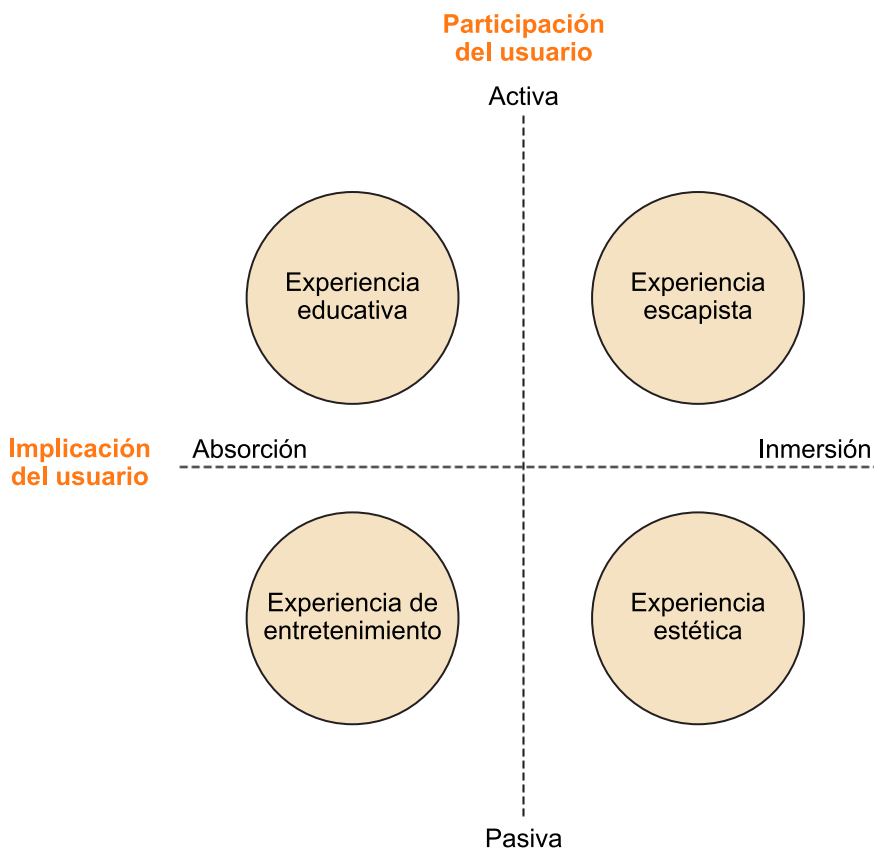 Participación
del usuario
Activa
Experiencia
educativa
Experiencia
escapista
Implicación
del usuario
Absorción
Inmersión
Experiencia de
entretenimiento
Experiencia
estética
Pasiva